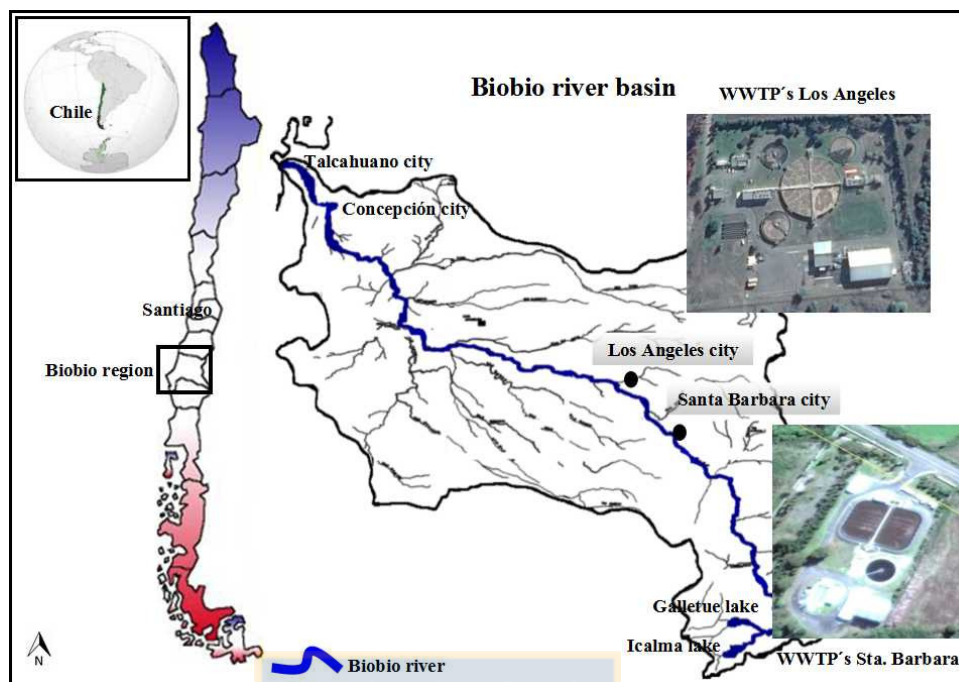 Chile
Biobio river basin
WWTP´s Los Angeles
Talcahuano city
Concepción city
Santiago
Biobio region
Los Angeles city
Santa Barbara city
Galletue lake
Icalma lake
WWTP´s Sta. Barbara
N
Biobio river